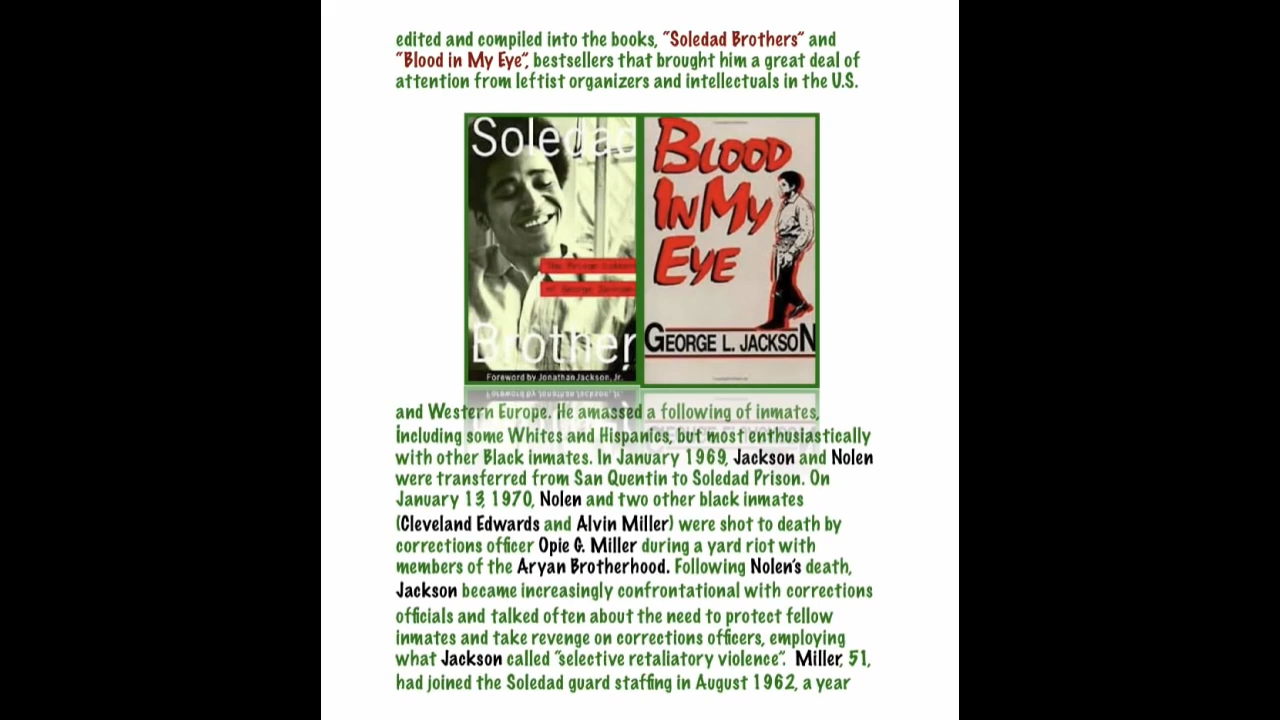 edited and compiled into the books, “Soledad Brothers” and
“Blood in My Eye”, bestsellers that brought him a great deal of
attention from leftist organizers and intellectuals in the U.S.
Soledad
Brother
Foreword by Jonathan Jackson, Jr.
BLOOD
IN MY
EYE
GEORGE L. JACKSON
and Western Europe. He amassed a following of inmates,
including some Whites and Hispanics, but most enthusiastically
with other Black inmates. In January 1969, Jackson and Nolen
were transferred from San Quentin to Soledad Prison. On
January 13, 1970, Nolen and two other black inmates
(Cleveland Edwards and Alvin Miller) were shot to death by
corrections officer Opie G. Miller during a yard riot with
members of the Aryan Brotherhood. Following Nolen's death,
Jackson became increasingly confrontational with corrections
officials and talked often about the need to protect fellow
inmates and take revenge on corrections officers, employing
what Jackson called “selective retaliatory violence”. Miller, 51,
had joined the Soledad guard staffing in August 1962, a year